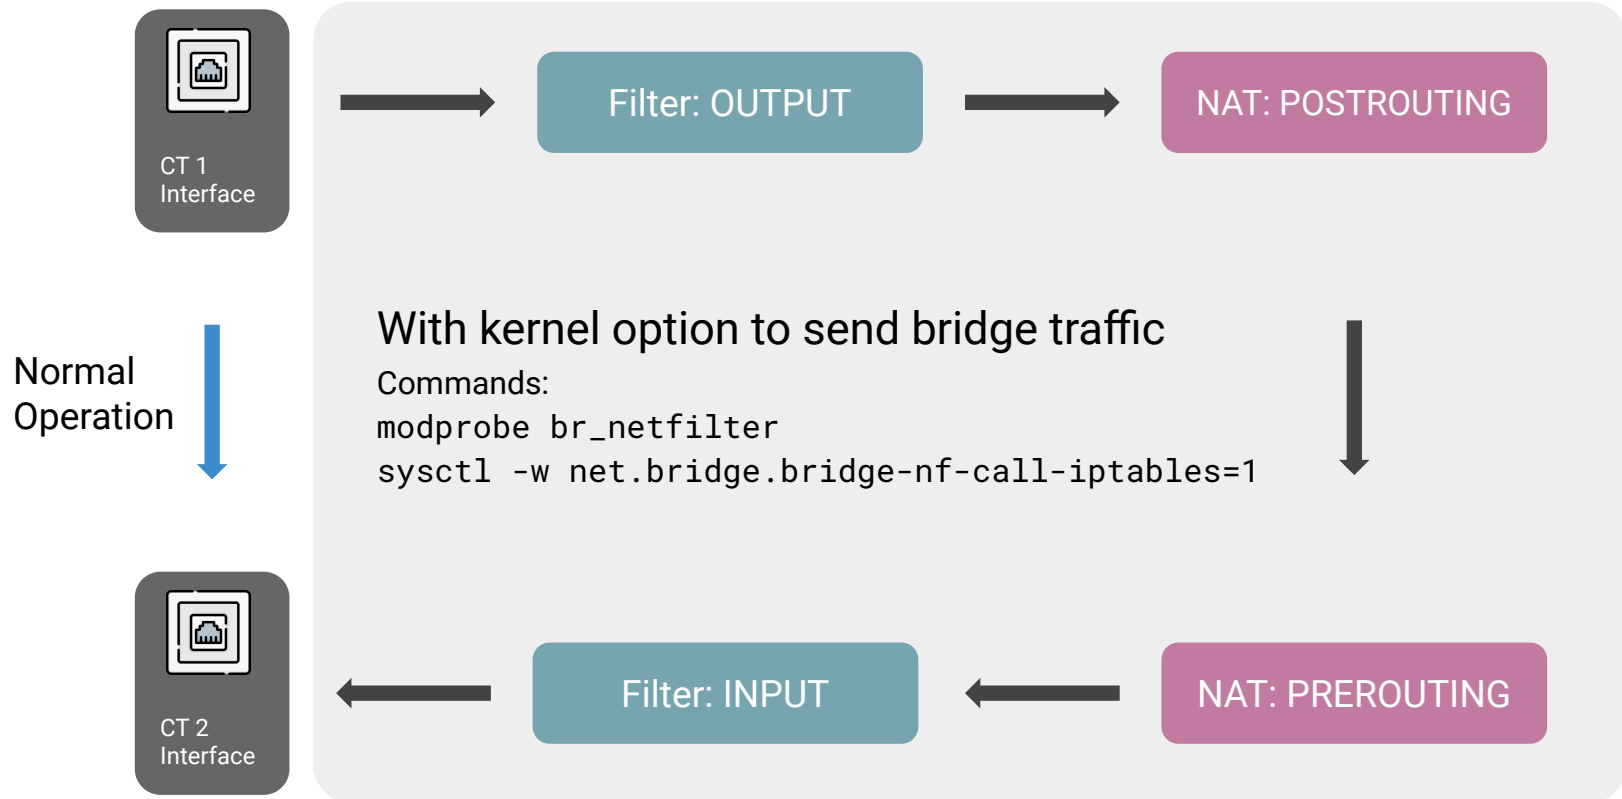 CT 1
Interface
Filter: OUTPUT
NAT: POSTROUTING
Normal
Operation
With kernel option to send bridge traffic
Commands:
modprobe br_netfilter
sysctl -w net.bridge.bridge-nf-call-iptables=1
CT 2
Interface
Filter: INPUT
NAT: PREROUTING